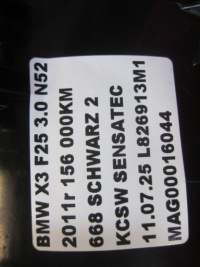 BMW X3 F25 3.0 N52
2011r 156 000KM
668 SCHWARZ 2
KCSW SENSATEC
11.07.25 L826913M1
MAG00016044